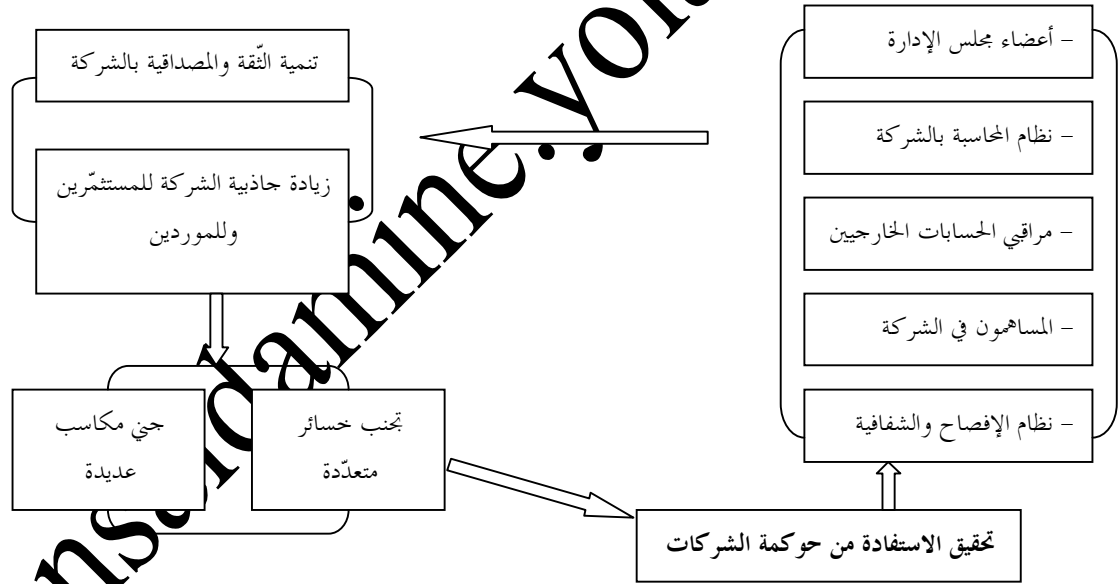 – أعضاء مجلس الإدارة
– نظام المحاسبة بالشركة
– مراقبي الحسابات الخارجيين
– المساهمون في الشركة
– نظام الإفصاح والشفافية
تنمية الثّقة والمصداقية بالشركة
زيادة جاذبية الشركة للمستثمّرين
وللموردين
تجنب خسائر
متعدّدة
جني مكاسب
عديدة
تحقيق الاستفادة من حوكمة الشركات